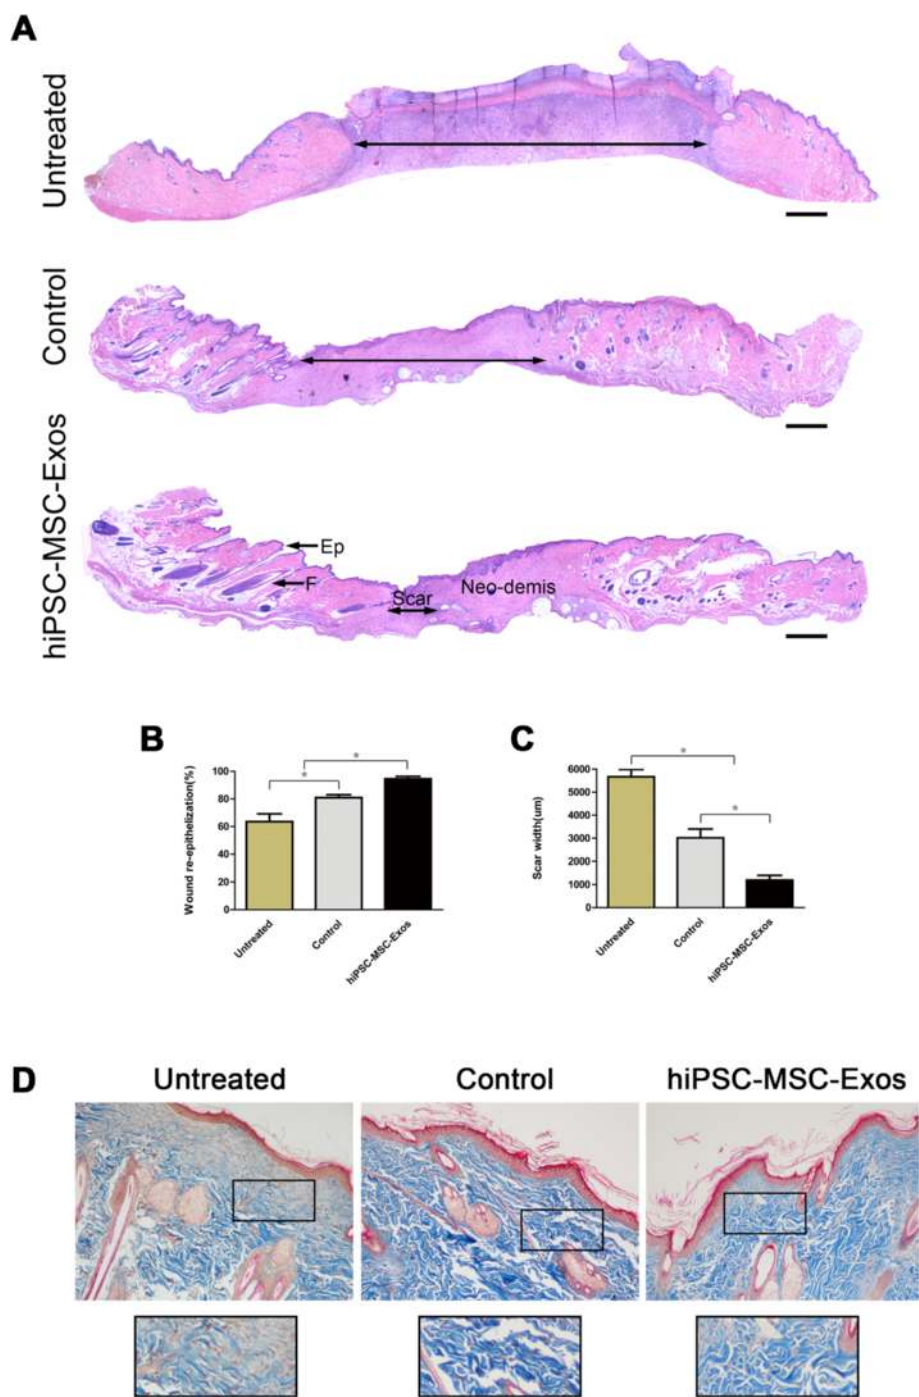 A
Untreated
Control
hiPSC-MSC-Exos
Ep
F
Scar
Neo-demis
B
Wound re-epithelization(%)
100
80
60
40
20
0
*
*
Untreated
Control
hiPSC-MSC-Exos
C
Scar width(um)
6000
5000
4000
3000
2000
1000
0
*
*
Untreated
Control
hiPSC-MSC-Exos
D
Untreated
Control
hiPSC-MSC-Exos